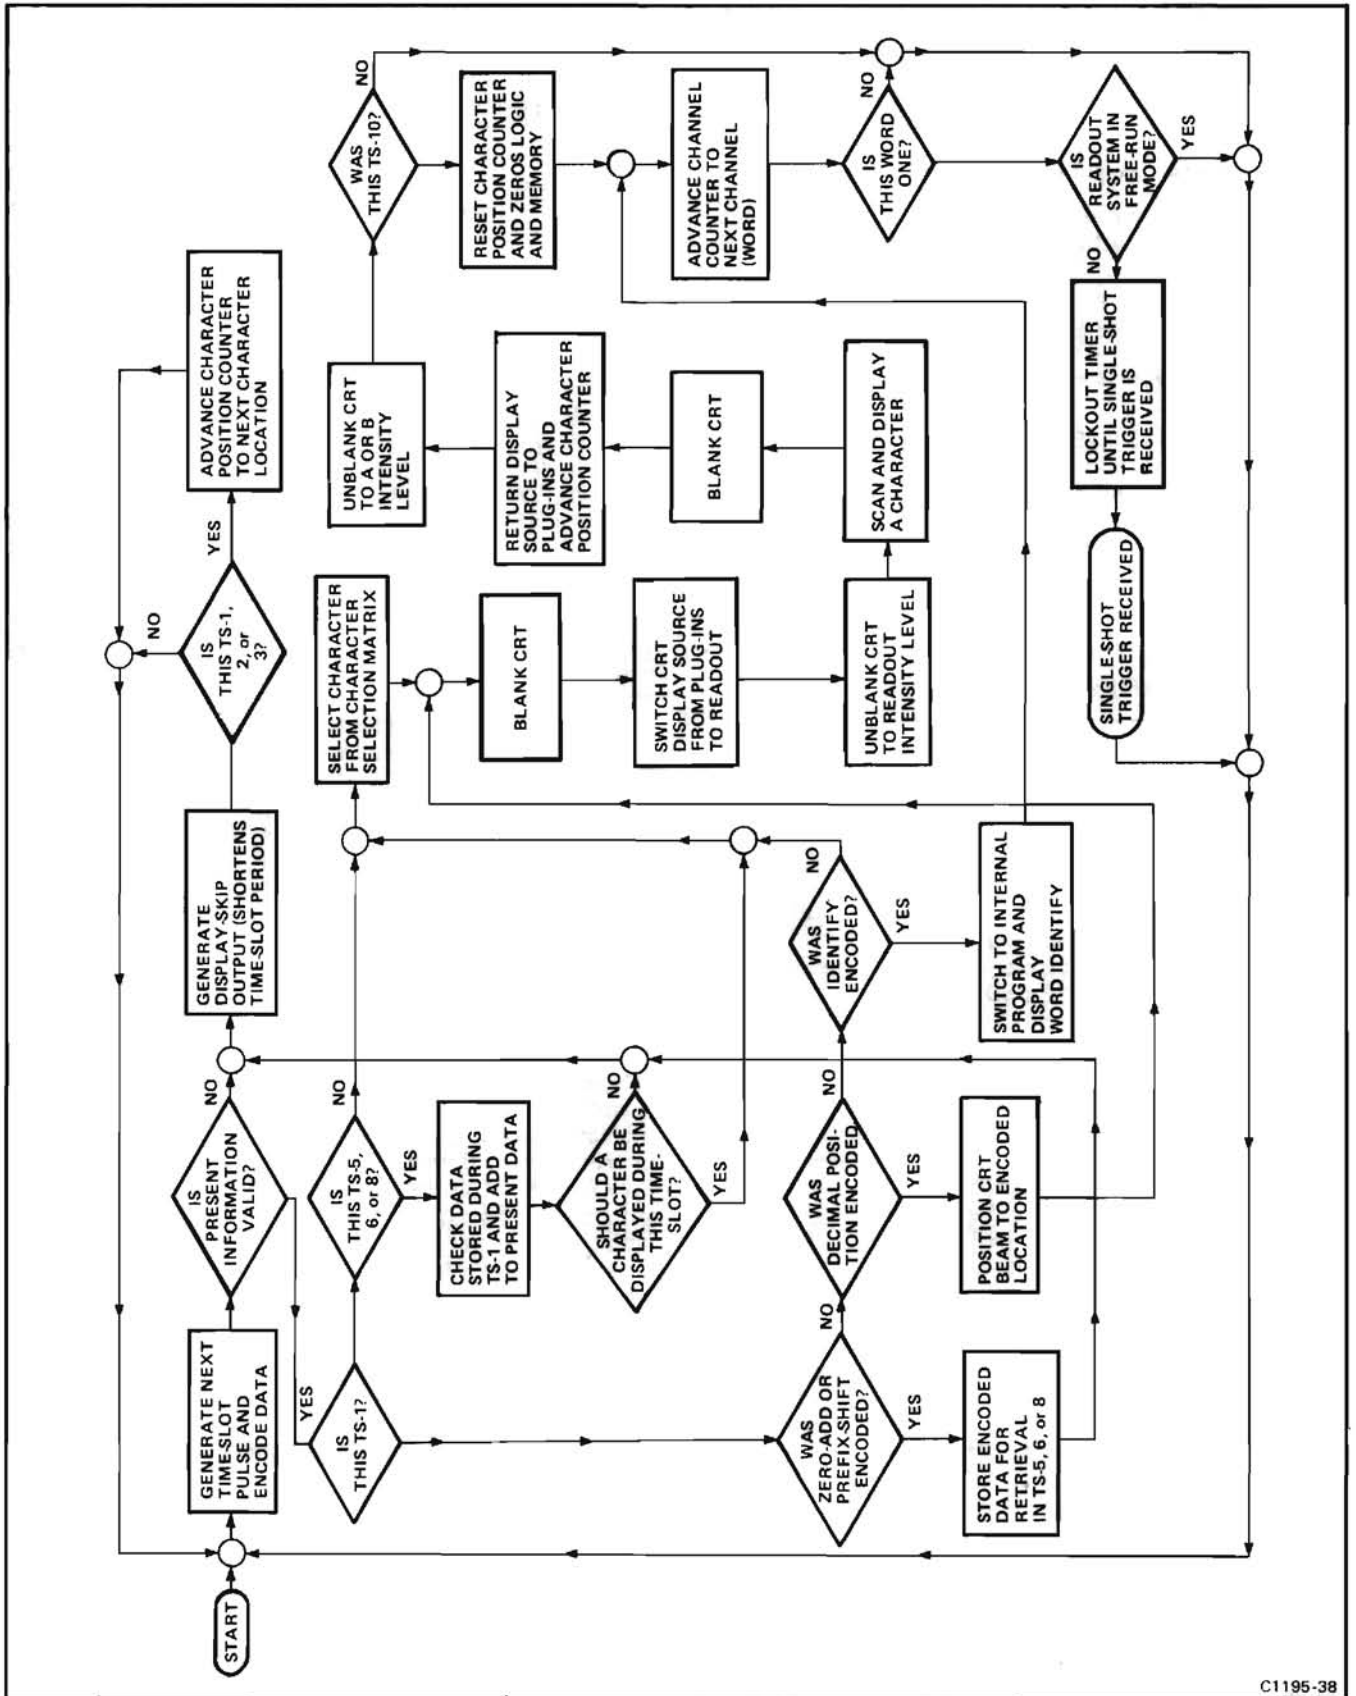 START
GENERATE NEXT
TIME-SLOT
PULSE AND
ENCODE DATA
IS
PRESENT
INFORMATION
VALID?
NO
YES
GENERATE
DISPLAY-SKIP
OUTPUT (SHORTENS
TIME-SLOT PERIOD)
IS
THIS TS-1,
2, or
3?
NO
YES
ADVANCE CHARACTER
POSITION COUNTER
TO NEXT CHARACTER
LOCATION
IS
THIS TS-1?
IS
THIS TS-5,
6, or 8?
NO
YES
CHECK DATA
STORED DURING
TS-1 AND ADD
TO PRESENT DATA
SHOULD A
CHARACTER BE
DISPLAYED DURING
THIS TIME-
SLOT?
NO
YES
WAS
ZERO-ADD OR
PREFIX-SHIFT
ENCODED?
NO
YES
STORE ENCODED
DATA FOR
RETRIEVAL
IN TS-5, 6, or 8
WAS
DECIMAL POSI-
TION ENCODED
NO
YES
POSITION CRT
BEAM TO ENCODED
LOCATION
WAS
IDENTIFY
ENCODED?
NO
YES
SWITCH TO INTERNAL
PROGRAM AND
DISPLAY
WORD IDENTIFY
SELECT CHARACTER
FROM CHARACTER
SELECTION MATRIX
BLANK CRT
SWITCH CRT
DISPLAY SOURCE
FROM PLUG-INS
TO READOUT
UNBLANK CRT
TO READOUT
INTENSITY LEVEL
SCAN AND DISPLAY
A CHARACTER
BLANK CRT
RETURN DISPLAY
SOURCE TO
PLUG-INS AND
ADVANCE CHARACTER
POSITION COUNTER
UNBLANK CRT
TO A OR B
INTENSITY
LEVEL
WAS
THIS TS-10?
NO
RESET CHARACTER
POSITION COUNTER
AND ZEROS LOGIC
AND MEMORY
ADVANCE CHANNEL
COUNTER TO
NEXT CHANNEL
(WORD)
IS
THIS WORD
ONE?
NO
IS
READOUT
SYSTEM IN
FREE-RUN
MODE?
YES
NO
LOCKOUT TIMER
UNTIL SINGLE-SHOT
TRIGGER IS
RECEIVED
SINGLE-SHOT
TRIGGER RECEIVED
C1195-38